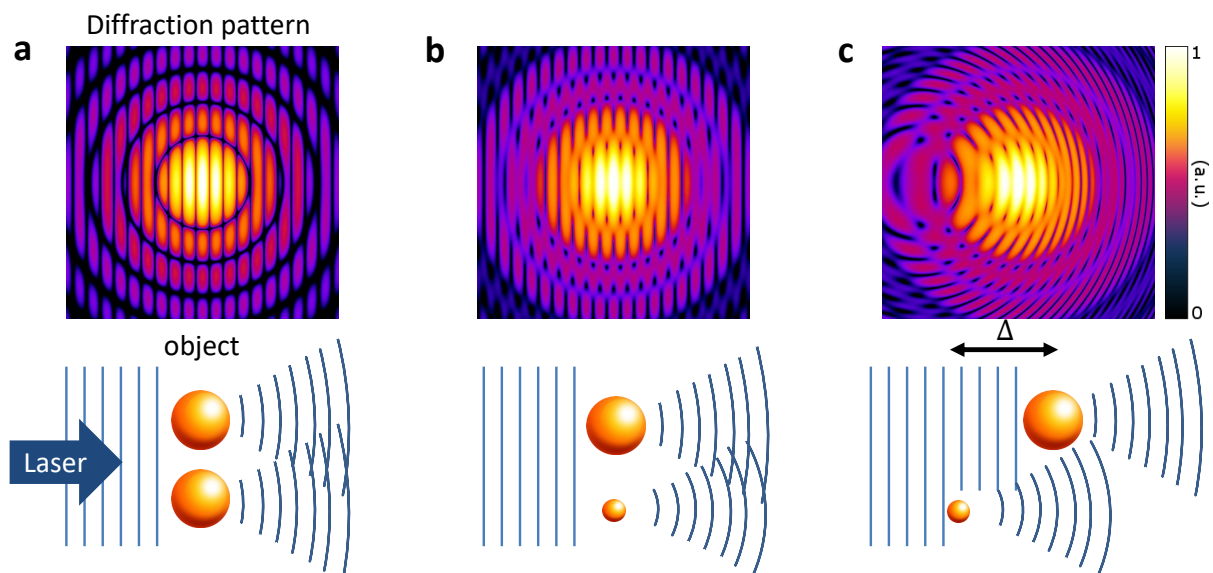 Diffraction pattern
a
b
c
1
(a.u.)
0
Δ
object
Laser